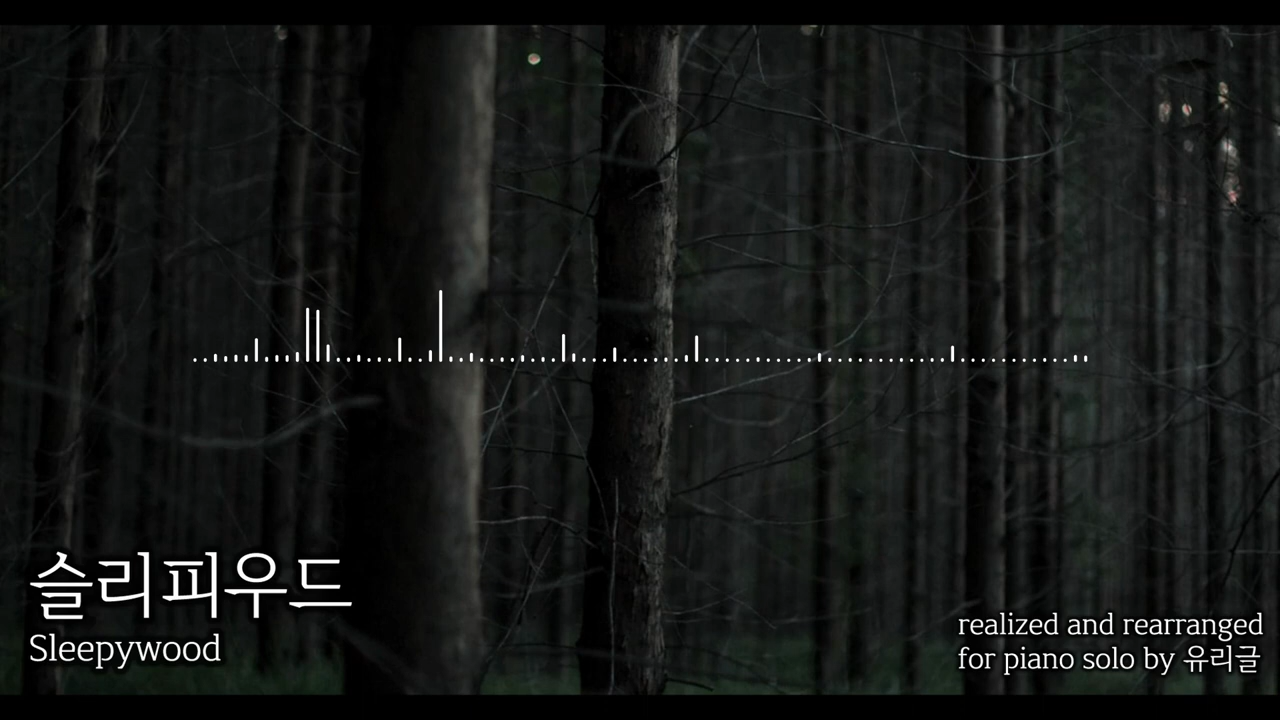 슬리피우드
Sleepywood
realized and rearranged
for piano solo by 유리글